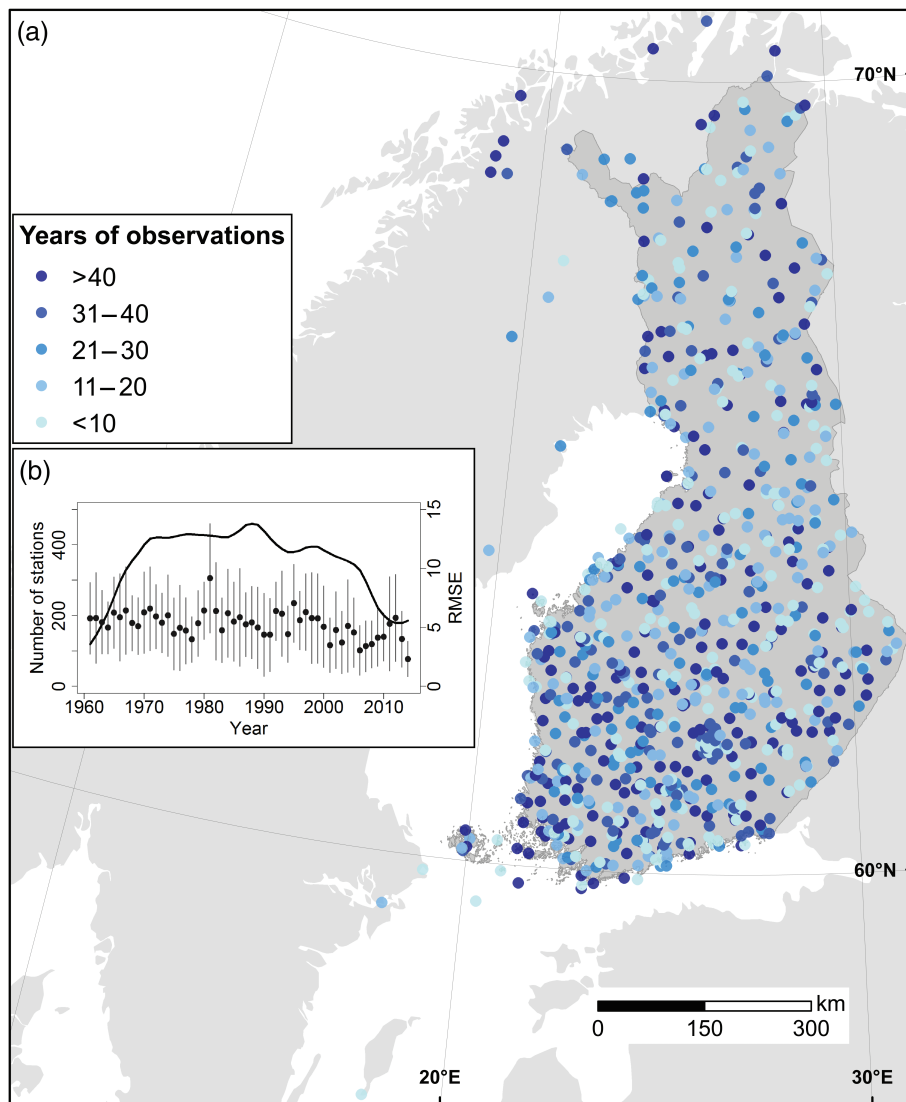 (a)
70°N
Years of observations
>40
31–40
21–30
11–20
<10
(b)
Number of stations
400
200
0
15
10
5
0
RMSE
1960 1970 1980 1990 2000 2010
Year
60°N
km
0 150 300
20°E 30°E